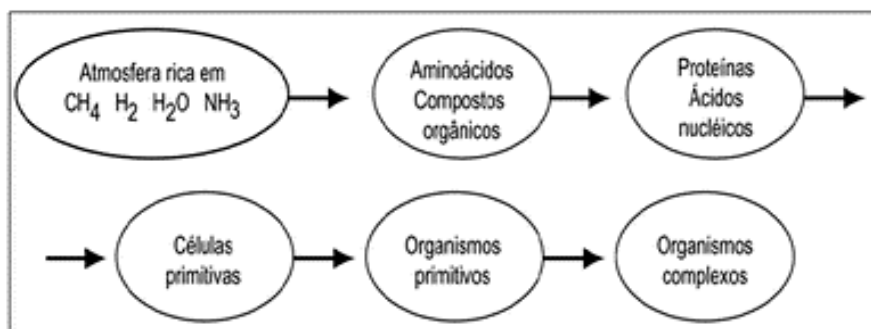 Atmosfera rica em
CH4 H2 H2O NH3
Aminoácidos
Compostos
orgânicos
Proteínas
Ácidos
nucléicos
Células
primitivas
Organismos
primitivos
Organismos
complexos